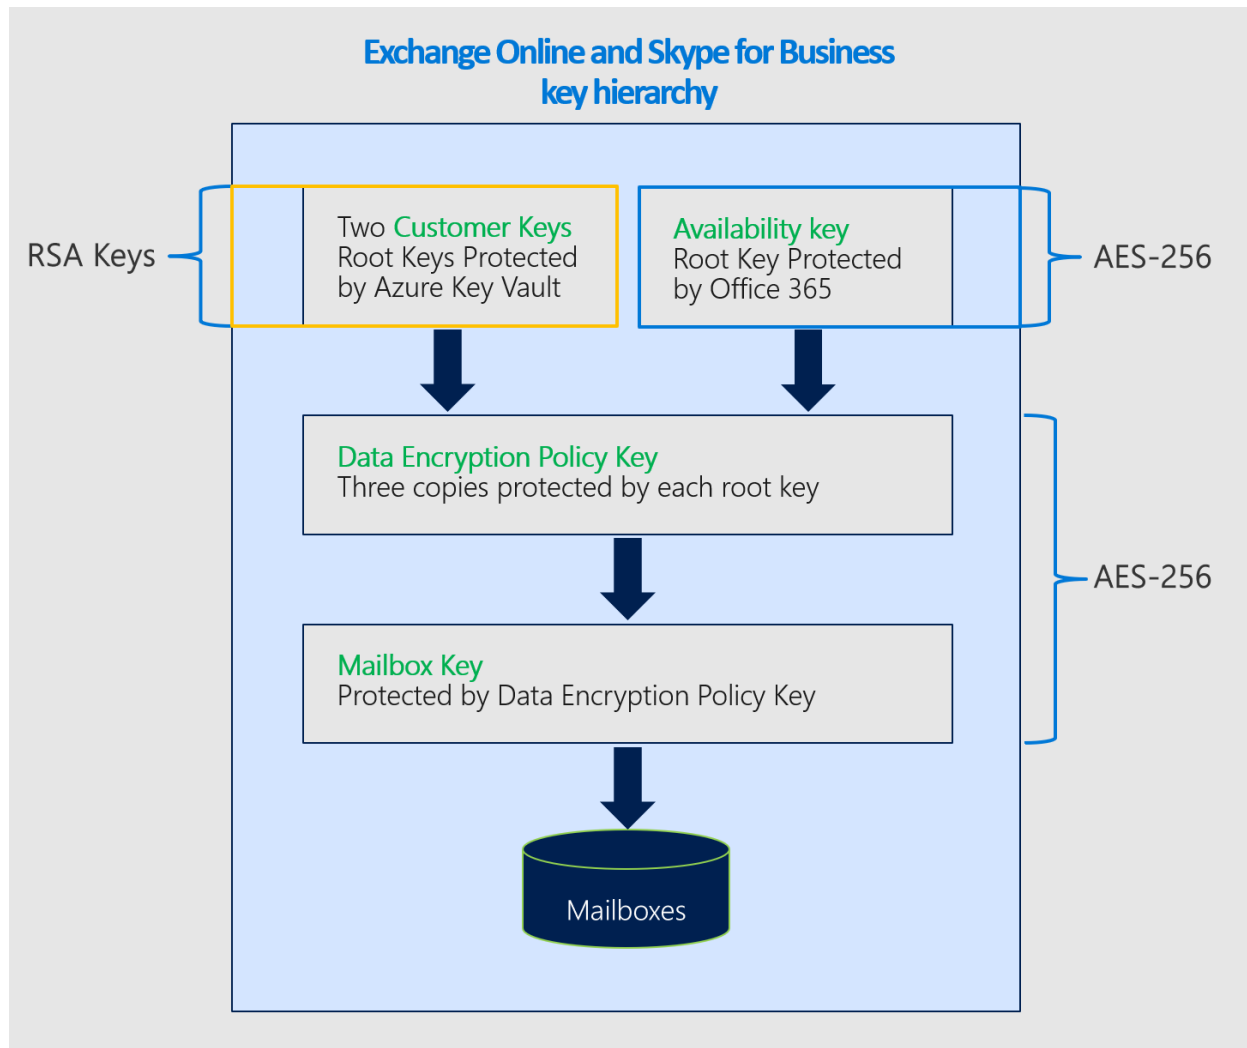 Exchange Online and Skype for Business
key hierarchy
RSA Keys
Two Customer Keys
Root Keys Protected
by Azure Key Vault
Availability key
Root Key Protected
by Office 365
AES-256
Data Encryption Policy Key
Three copies protected by each root key
AES-256
Mailbox Key
Protected by Data Encryption Policy Key
Mailboxes